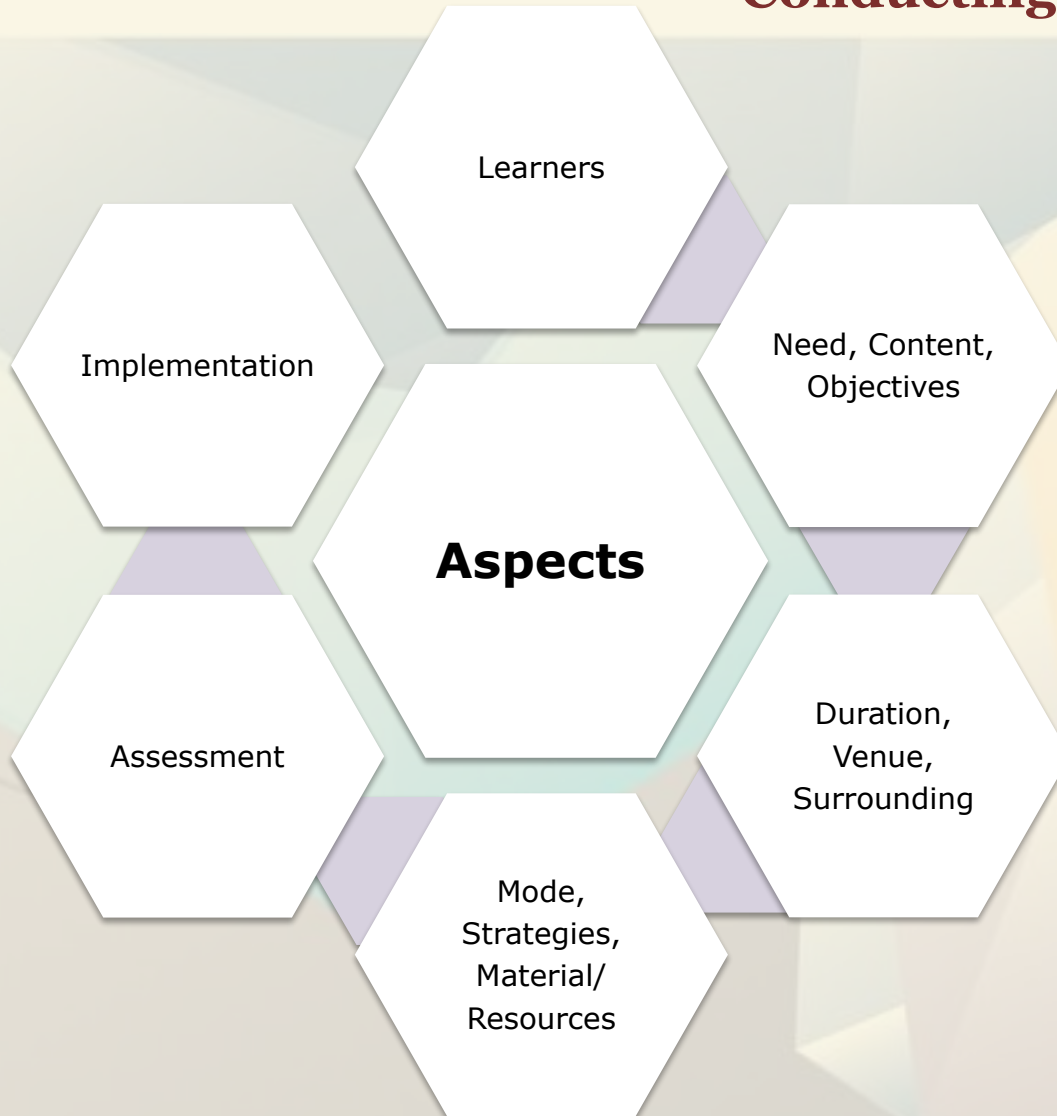 Conducting
Learners
Need, Content,
Objectives
Implementation
Aspects
Duration,
Venue,
Surrounding
Assessment
Mode,
Strategies,
Material/
Resources